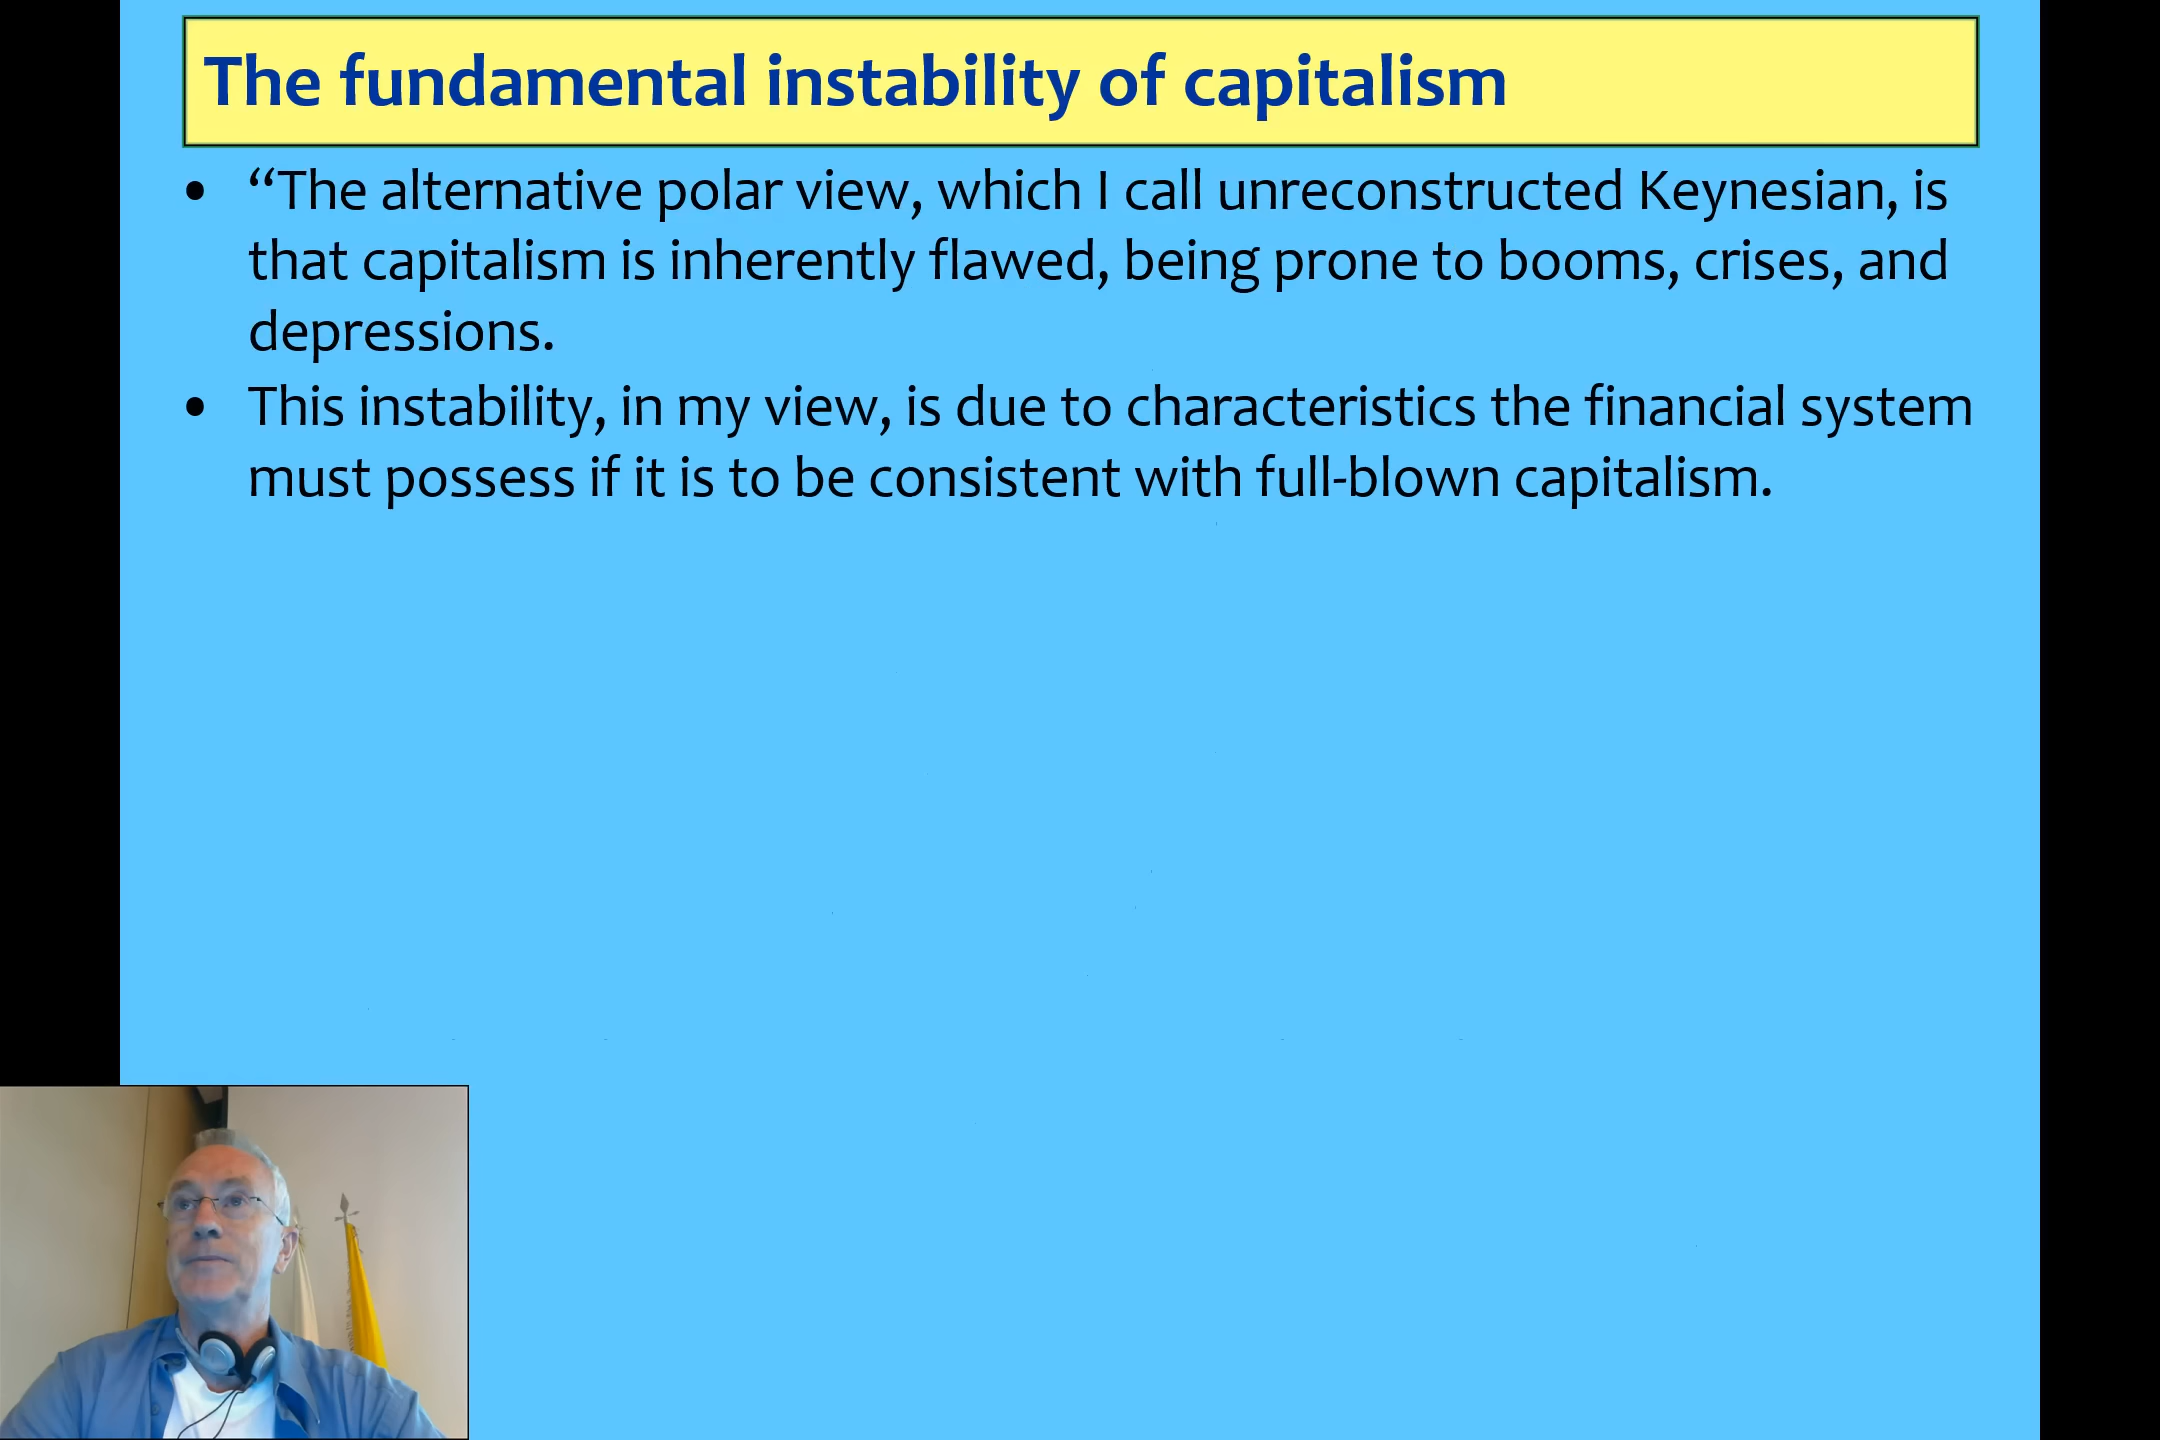 The fundamental instability of capitalism
• “The alternative polar view, which I call unreconstructed Keynesian, is
that capitalism is inherently flawed, being prone to booms, crises, and
depressions.
• This instability, in my view, is due to characteristics the financial system
must possess if it is to be consistent with full-blown capitalism.